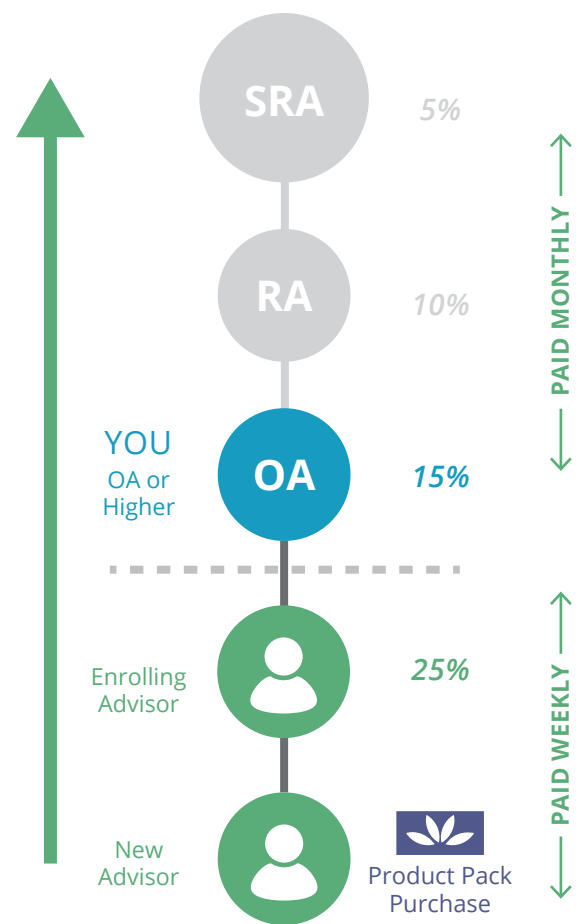 SRA
5%
RA
10%
YOU
OA or
Higher
OA
15%
PAID MONTHLY
Enrolling
Advisor
25%
New
Advisor
Product Pack
Purchase
PAID WEEKLY